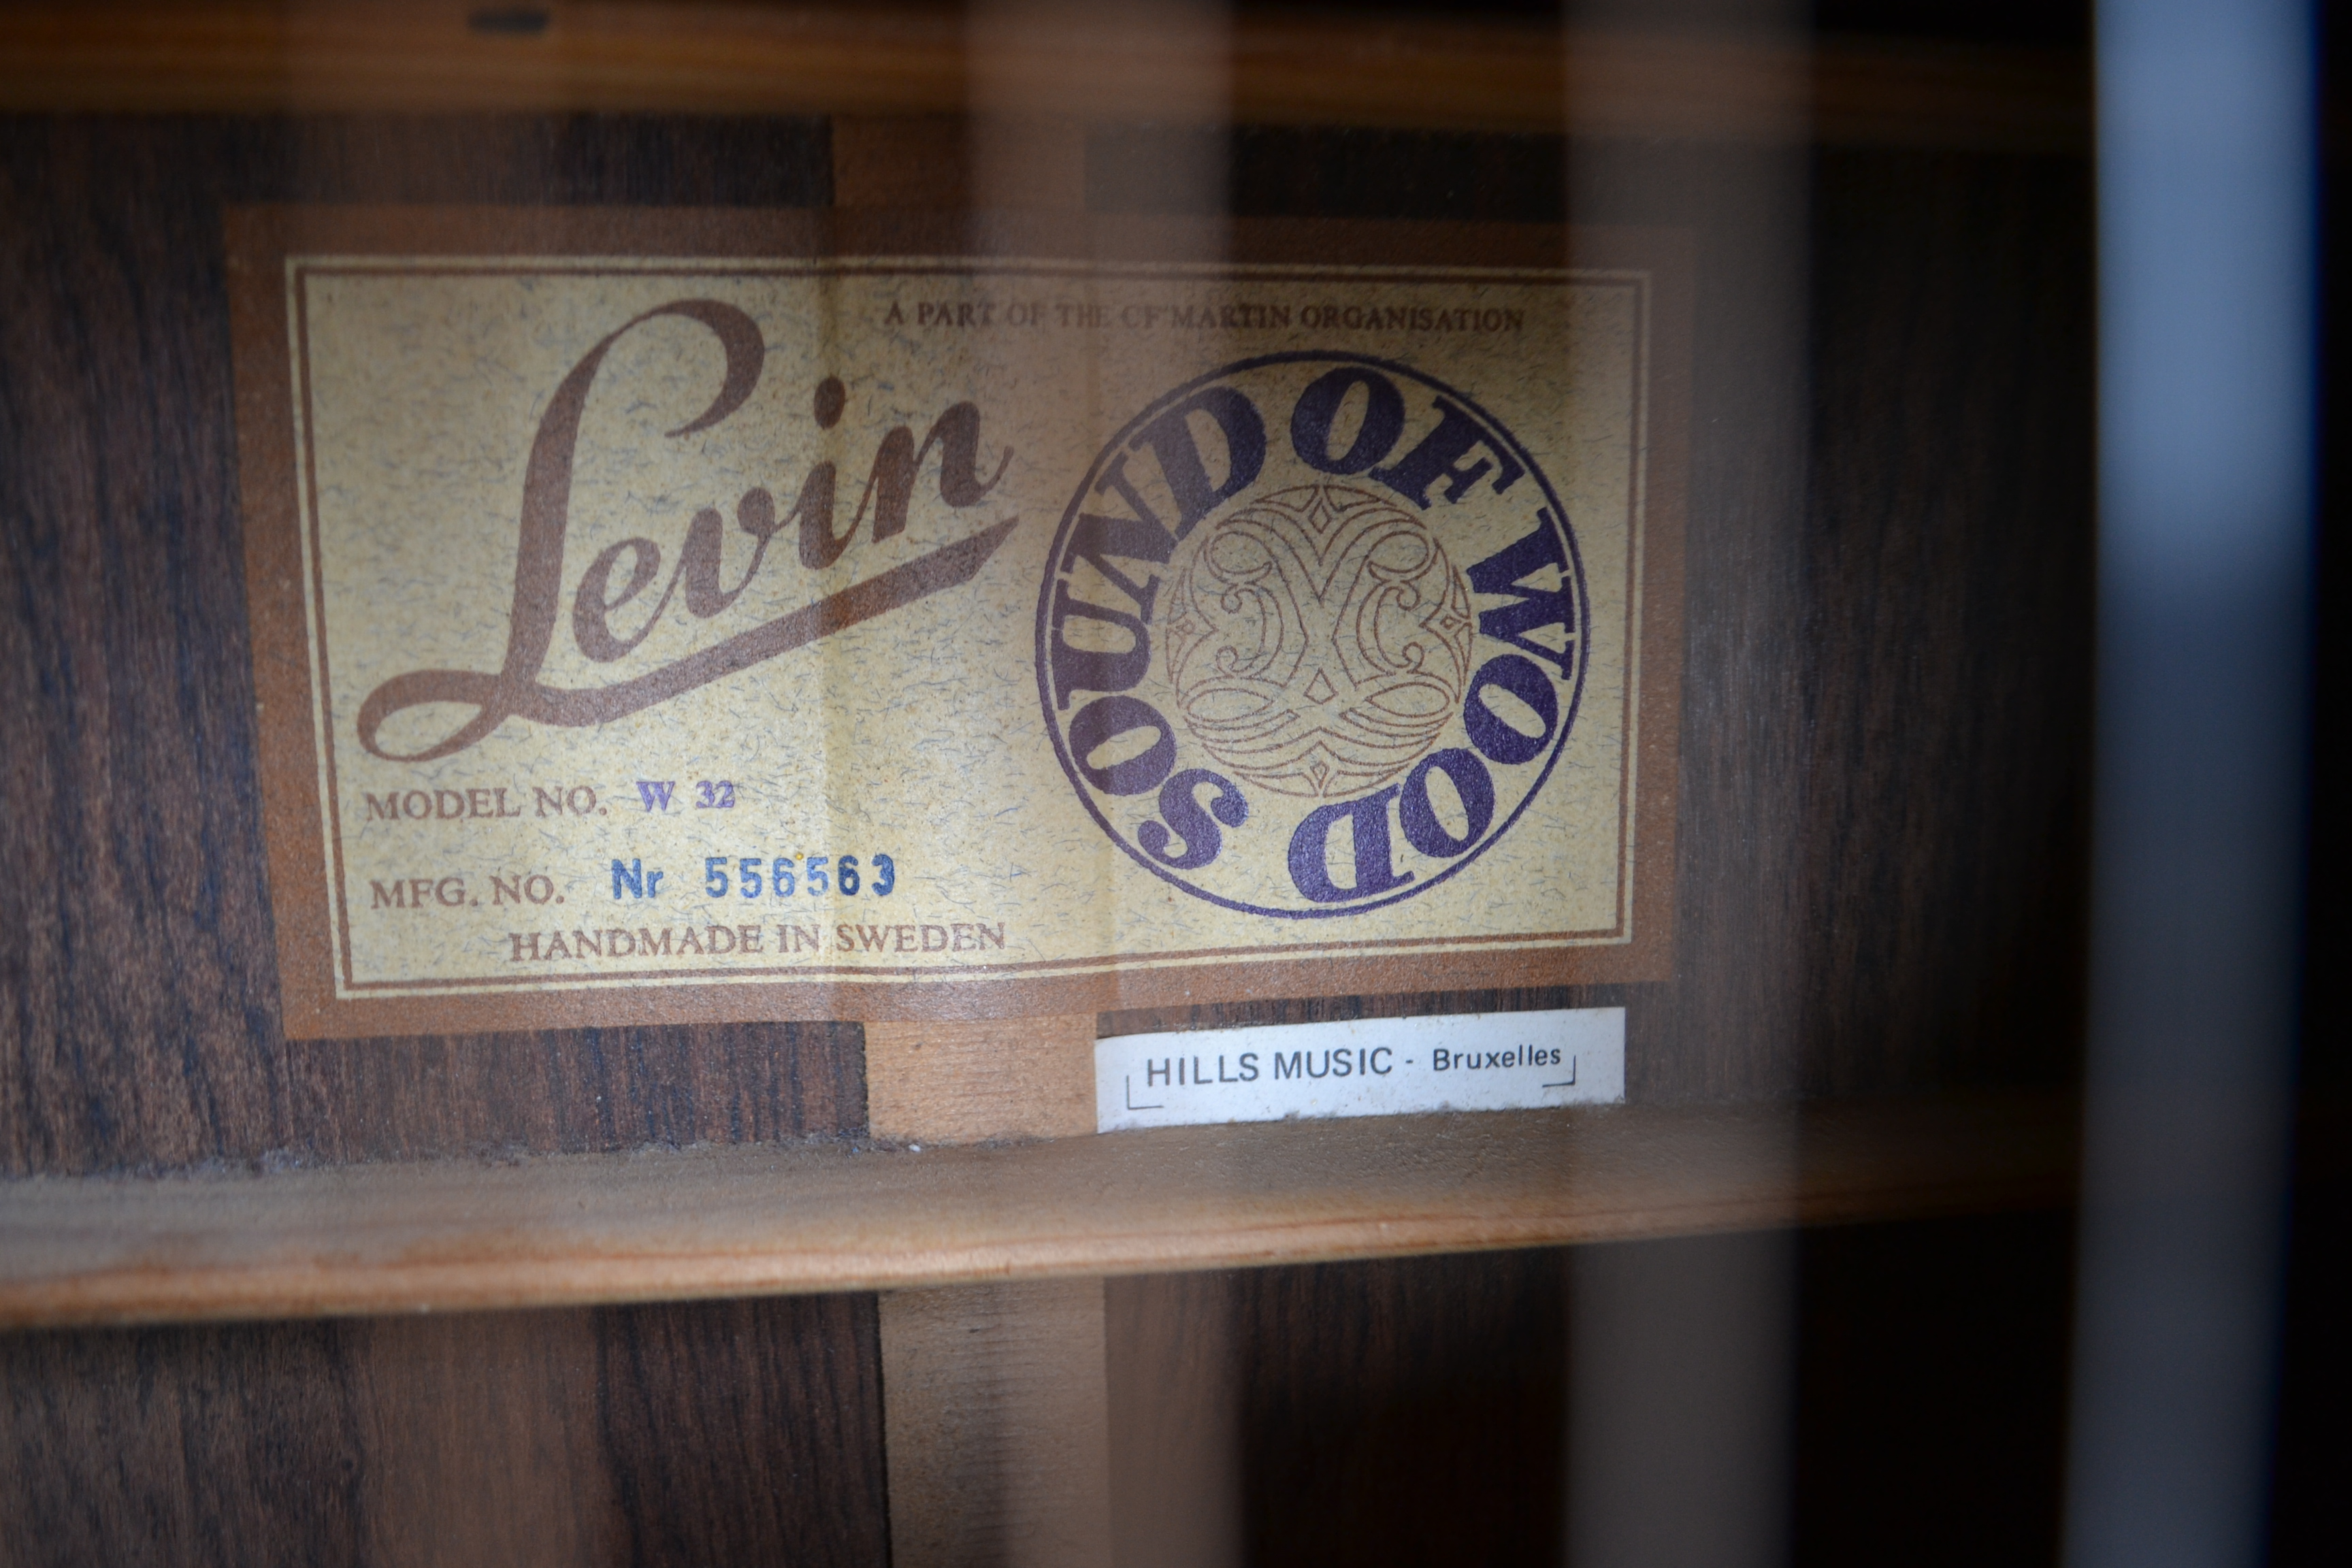 A PART OF THE CF MARTIN ORGANISATION
Levin
SOUND OF WOOD
MODEL NO. W 32
MFG. NO. Nr 556563
HANDMADE IN SWEDEN
HILLS MUSIC - Bruxelles